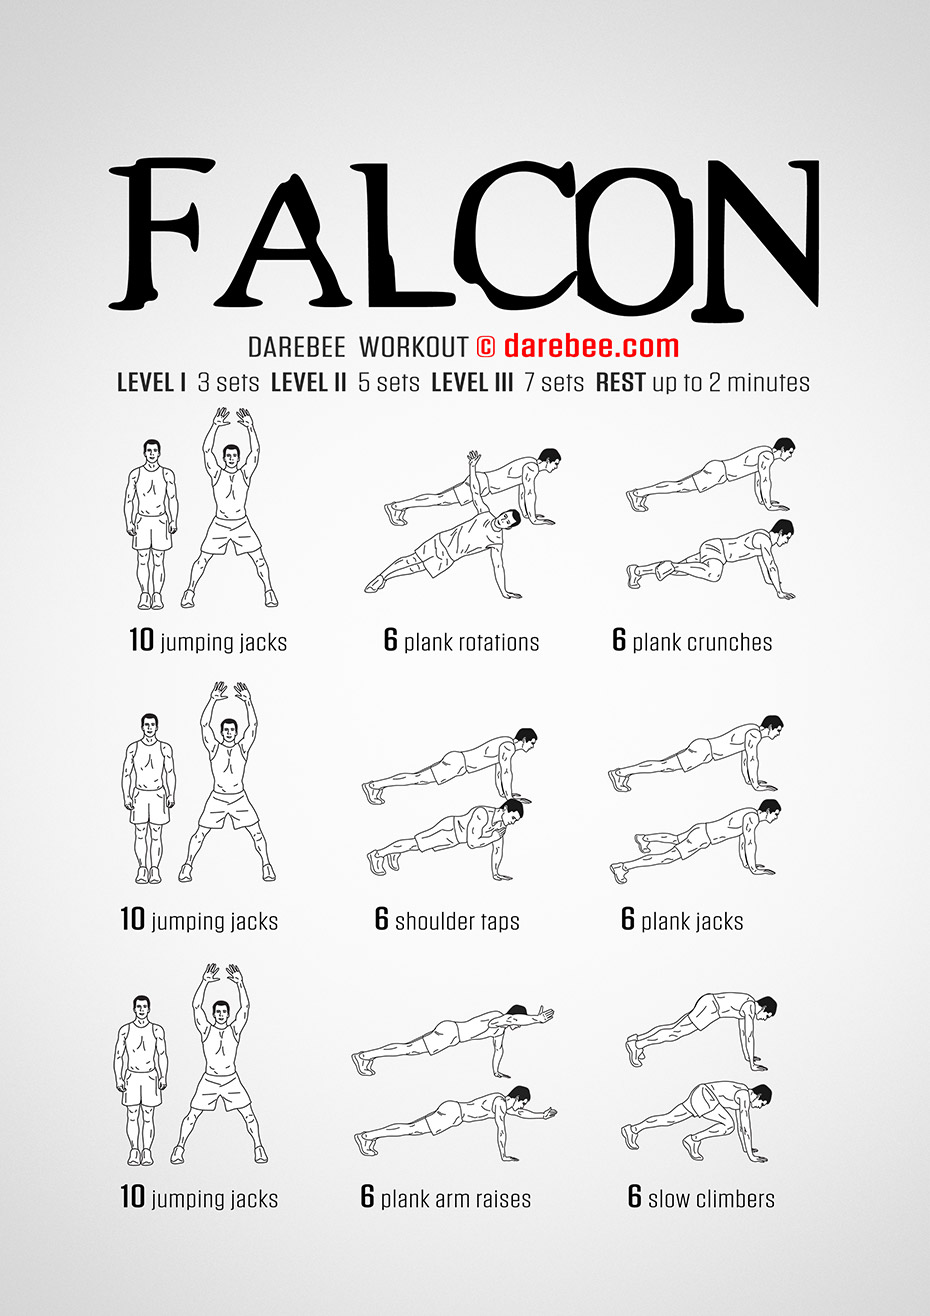 FALCON
DAREBEE WORKOUT © darebee.com
LEVEL I 3 sets LEVEL II 5 sets LEVEL III 7 sets REST up to 2 minutes
10 jumping jacks
6 plank rotations
6 plank crunches
10 jumping jacks
6 shoulder taps
6 plank jacks
10 jumping jacks
6 plank arm raises
6 slow climbers